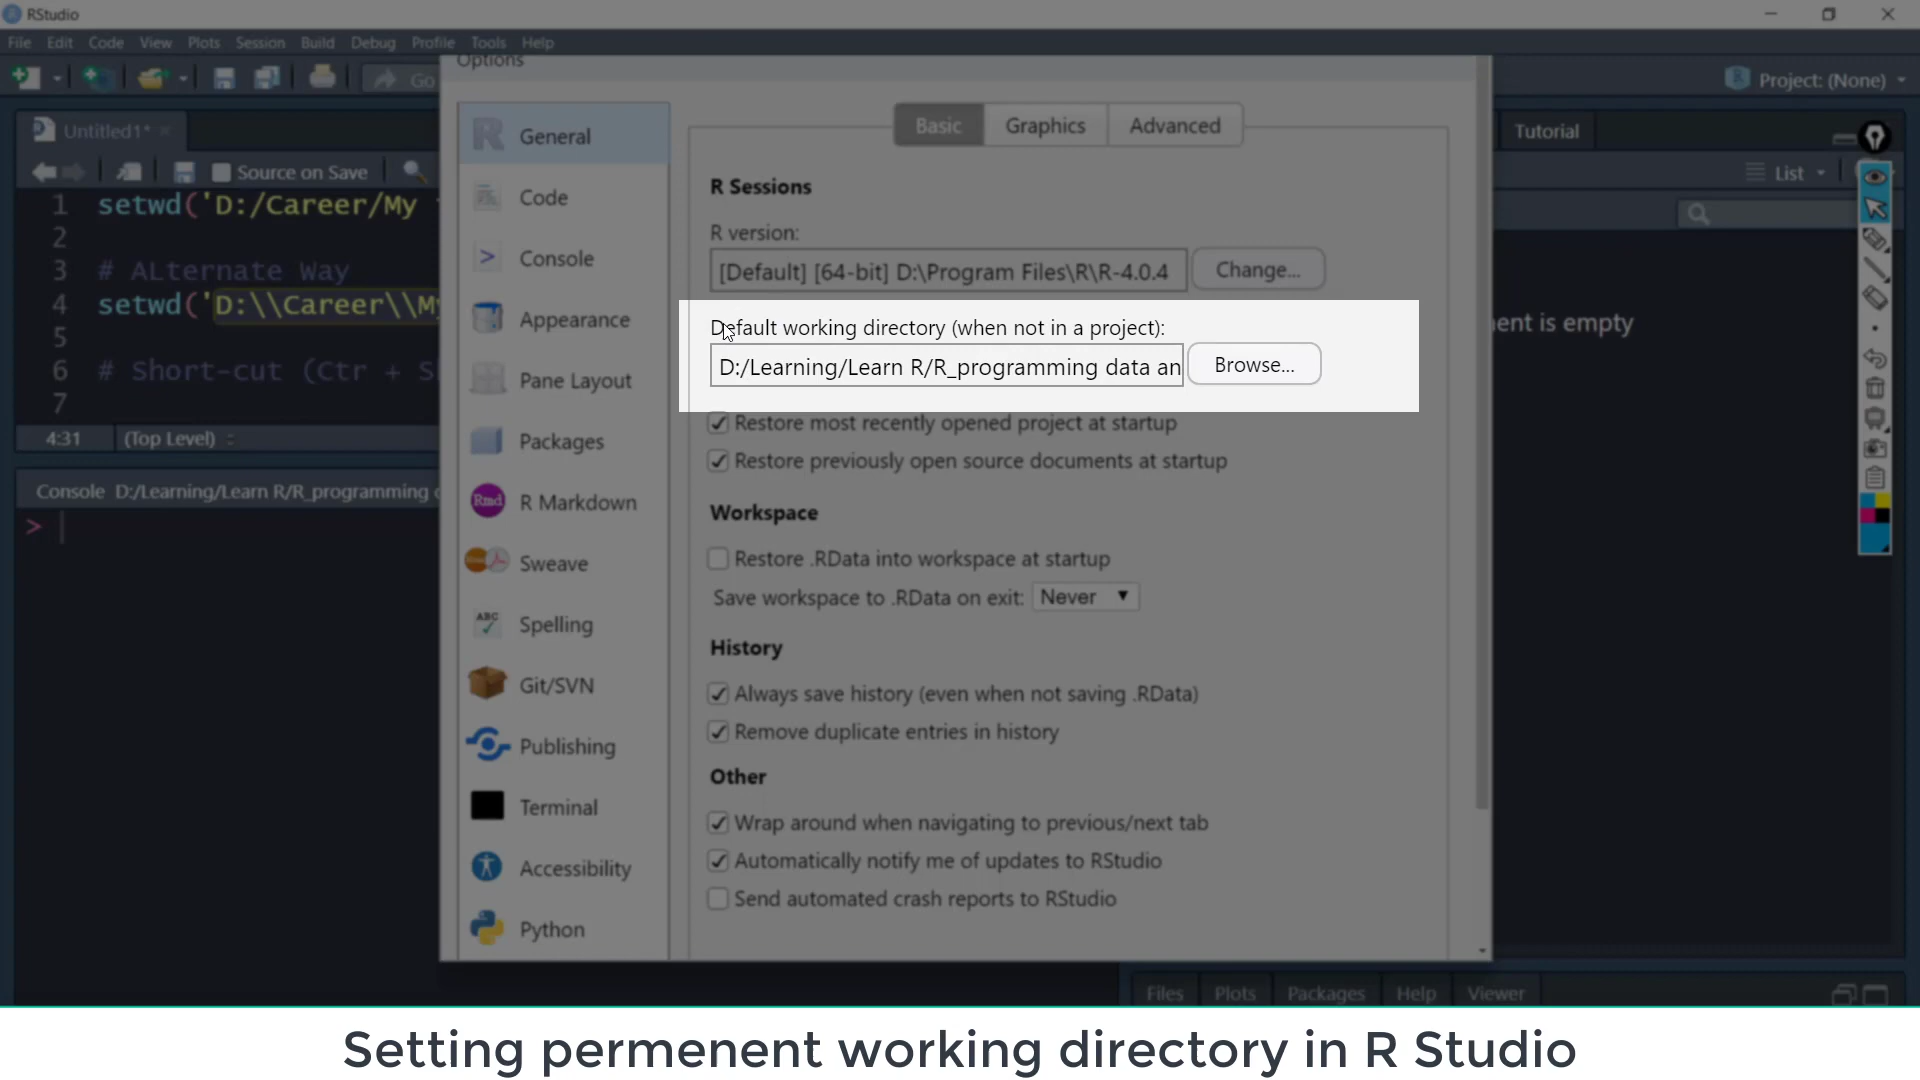 RStudio
File Edit Code View Plots Session Build Debug Profile Tools Help
Go
Project: (None)
Untitled1*
Source on Save
1 setwd('D:/Career/My
2
3 # ALternate Way
4 setwd('D:\\Career\\My
5
6 # Short-cut (Ctr + S
7
4:31 (Top Level)
Console D:/Learning/Learn R/R_programming
>
Options
General
Code
Console
Appearance
Pane Layout
Packages
Rmd R Markdown
Sweave
ABC Spelling
Git/SVN
Publishing
Terminal
Accessibility
Python
Basic Graphics Advanced
R Sessions
R version:
[Default] [64-bit] D:\Program Files\R\R-4.0.4 Change...
Default working directory (when not in a project):
D:/Learning/Learn R/R_programming data an Browse...
Restore most recently opened project at startup
Restore previously open source documents at startup
Workspace
Restore .RData into workspace at startup
Save workspace to .RData on exit: Never
History
Always save history (even when not saving .RData)
Remove duplicate entries in history
Other
Wrap around when navigating to previous/next tab
Automatically notify me of updates to RStudio
Send automated crash reports to RStudio
Tutorial
List
ent is empty
Files Plots Packages Help Viewer
Setting permenent working directory in R Studio